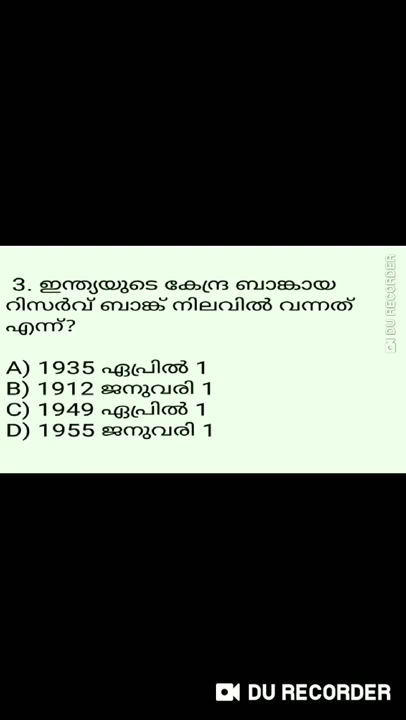 3. ഇന്ത്യയുടെ കേന്ദ്ര ബാങ്കായ
റിസർവ് ബാങ്ക് നിലവിൽ വന്നത്
എന്ന്?
A) 1935 ഏപ്രിൽ 1
B) 1912 ജനുവരി 1
C) 1949 ഏപ്രിൽ 1
D) 1955 ജനുവരി 1
DU RECORDER
DU RECORDER